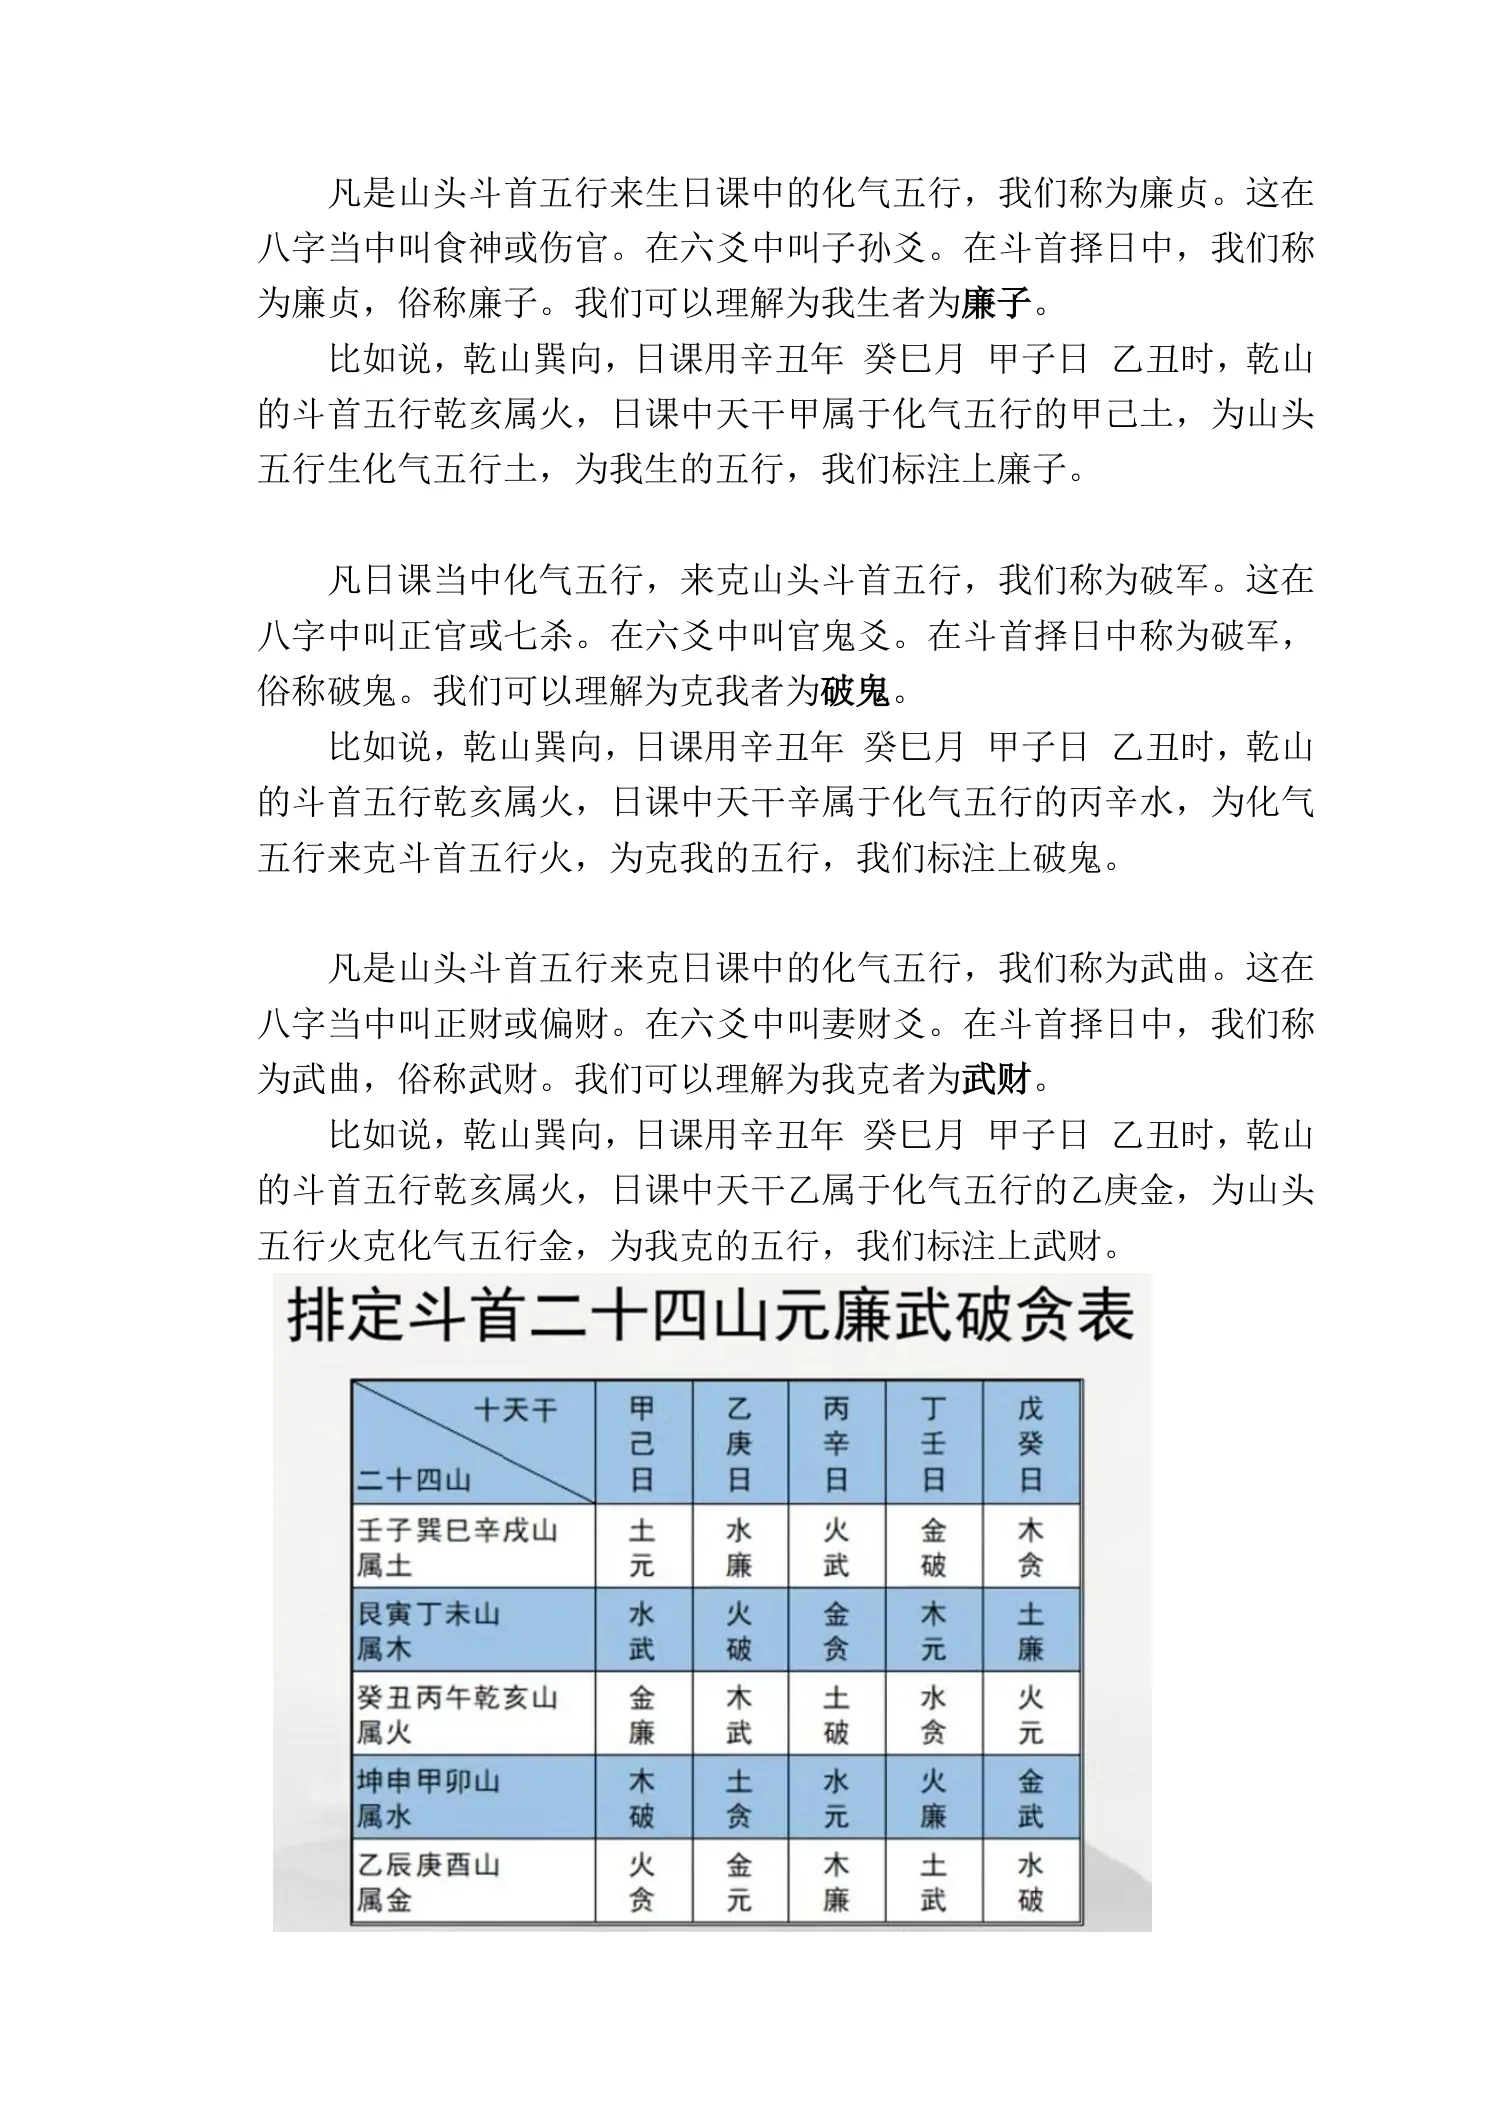 凡是山头斗首五行来生日课中的化气五行，我们称为廉贞。这在
八字当中叫食神或伤官。在六爻中叫子孙爻。在斗首择日中，我们称
为廉贞，俗称廉子。我们可以理解为我生者为廉子。
比如说，乾山巽向，日课用辛丑年 癸巳月 甲子日 乙丑时，乾山
的斗首五行乾亥属火，日课中天干甲属于化气五行的甲己土，为山头
五行生化气五行土，为我生的五行，我们标注上廉子。
凡日课当中化气五行，来克山头斗首五行，我们称为破军。这在
八字中叫正官或七杀。在六爻中叫官鬼爻。在斗首择日中称为破军，
俗称破鬼。我们可以理解为克我者为破鬼。
比如说，乾山巽向，日课用辛丑年 癸巳月 甲子日 乙丑时，乾山
的斗首五行乾亥属火，日课中天干辛属于化气五行的丙辛水，为化气
五行来克斗首五行火，为克我的五行，我们标注上破鬼。
凡是山头斗首五行来克日课中的化气五行，我们称为武曲。这在
八字当中叫正财或偏财。在六爻中叫妻财爻。在斗首择日中，我们称
为武曲，俗称武财。我们可以理解为我克者为武财。
比如说，乾山巽向，日课用辛丑年 癸巳月 甲子日 乙丑时，乾山
的斗首五行乾亥属火，日课中天干乙属于化气五行的乙庚金，为山头
五行火克化气五行金，为我克的五行，我们标注上武财。
排定斗首二十四山元廉武破贪表
十天干 甲 乙 丙 丁 戊
己 庚 辛 壬 癸
二十四山 日 日 日 日 日
壬子巽巳辛戌山 土 水 火 金 木
属土 元 廉 武 破 贪
艮寅丁未山 水 火 金 木 土
属木 武 破 贪 元 廉
癸丑丙午乾亥山 金 木 土 水 火
属火 廉 武 破 贪 元
坤申甲卯山 木 土 水 火 金
属水 破 贪 元 廉 武
乙辰庚酉山 火 金 木 土 水
属金 贪 元 廉 武 破